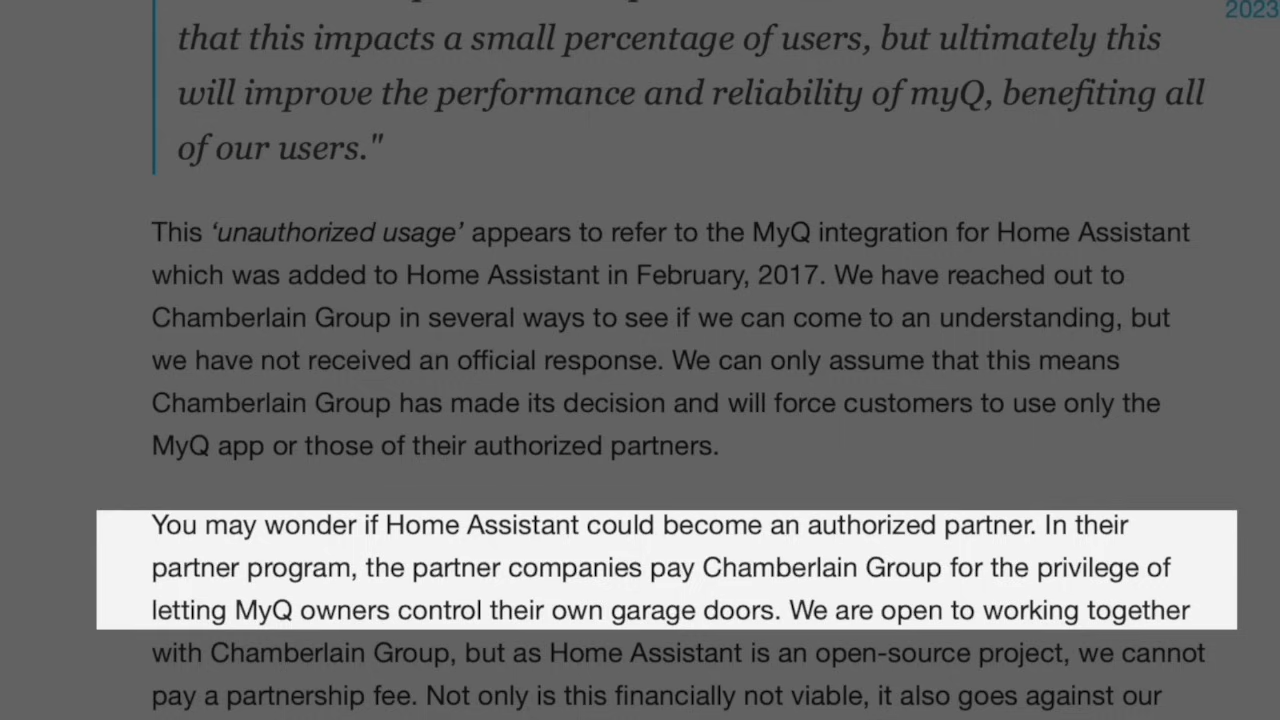 2023
that this impacts a small percentage of users, but ultimately this
will improve the performance and reliability of myQ, benefiting all
of our users."
This ‘unauthorized usage’ appears to refer to the MyQ integration for Home Assistant
which was added to Home Assistant in February, 2017. We have reached out to
Chamberlain Group in several ways to see if we can come to an understanding, but
we have not received an official response. We can only assume that this means
Chamberlain Group has made its decision and will force customers to use only the
MyQ app or those of their authorized partners.
You may wonder if Home Assistant could become an authorized partner. In their
partner program, the partner companies pay Chamberlain Group for the privilege of
letting MyQ owners control their own garage doors. We are open to working together
with Chamberlain Group, but as Home Assistant is an open-source project, we cannot
pay a partnership fee. Not only is this financially not viable, it also goes against our